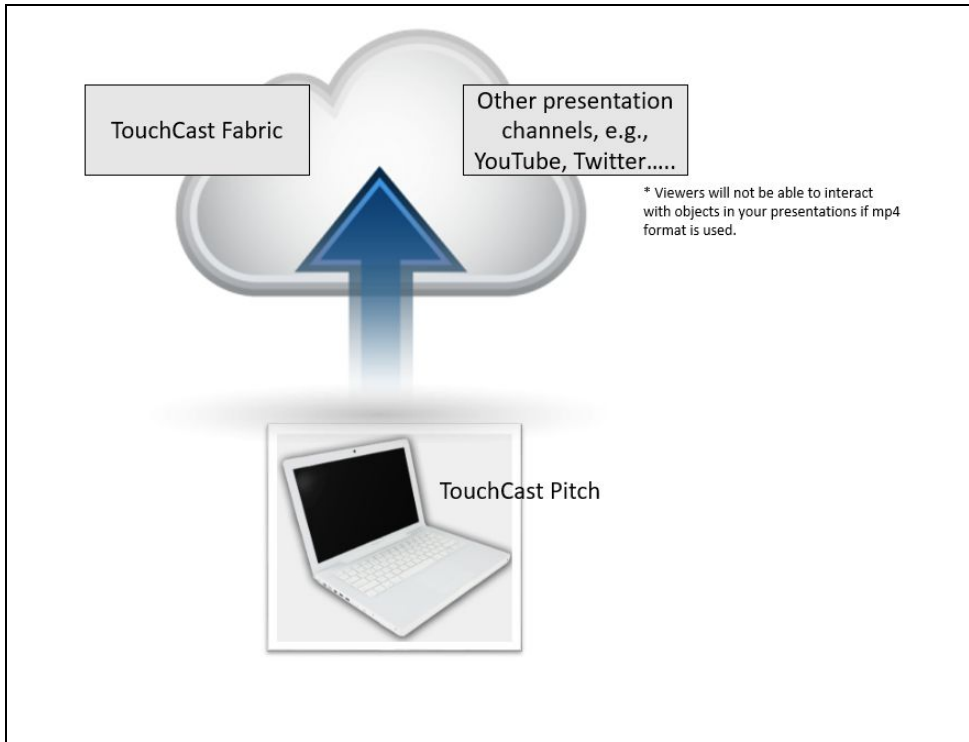 TouchCast Fabric
Other presentation
channels, e.g.,
YouTube, Twitter.....
* Viewers will not be able to interact
with objects in your presentations if mp4
format is used.
TouchCast Pitch